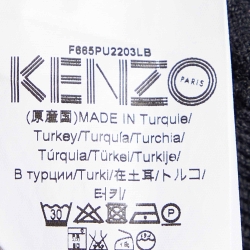 F665PU2203LB
KENZO
PARIS
(原産国)MADE IN Turquie/
Turkey/Turquía/Turchia/
Túrquia/Türkei/Turkije/
В турции/Turki/在土耳/トルコ/
터키/
30 P